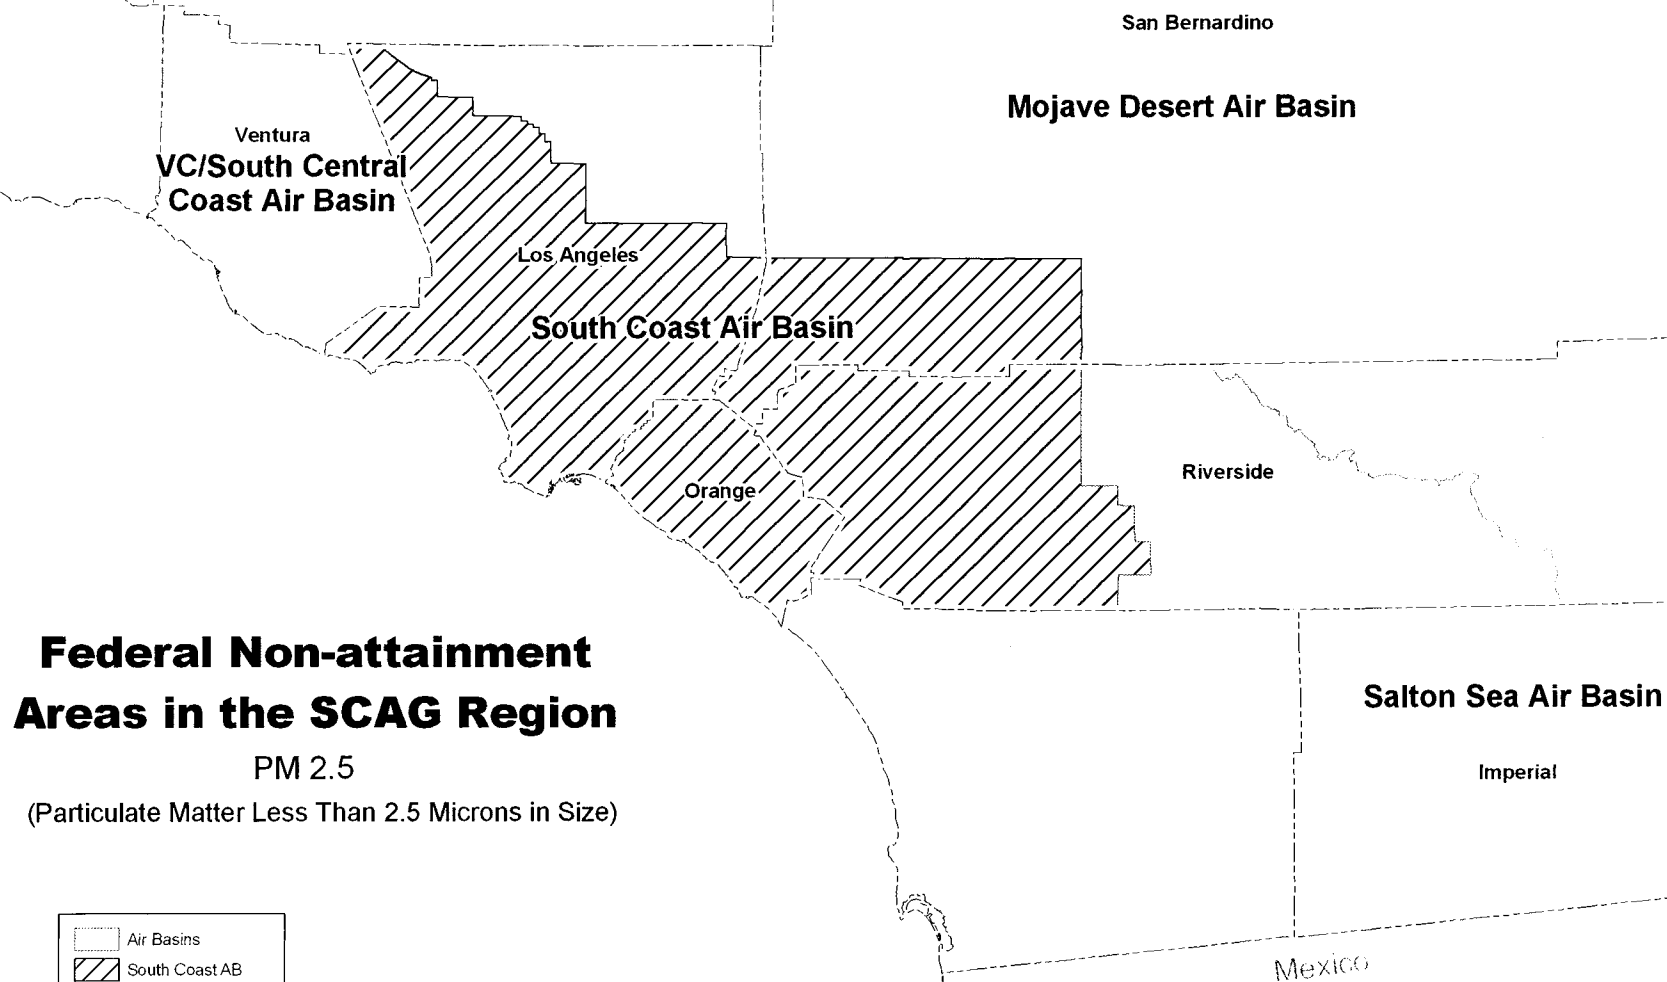 San Bernardino
Mojave Desert Air Basin
Ventura
VC/South Central
Coast Air Basin
Los Angeles
South Coast Air Basin
Riverside
Orange
Federal Non-attainment
Areas in the SCAG Region
PM 2.5
(Particulate Matter Less Than 2.5 Microns in Size)
Salton Sea Air Basin
Imperial
Air Basins
South Coast AB
Mexico